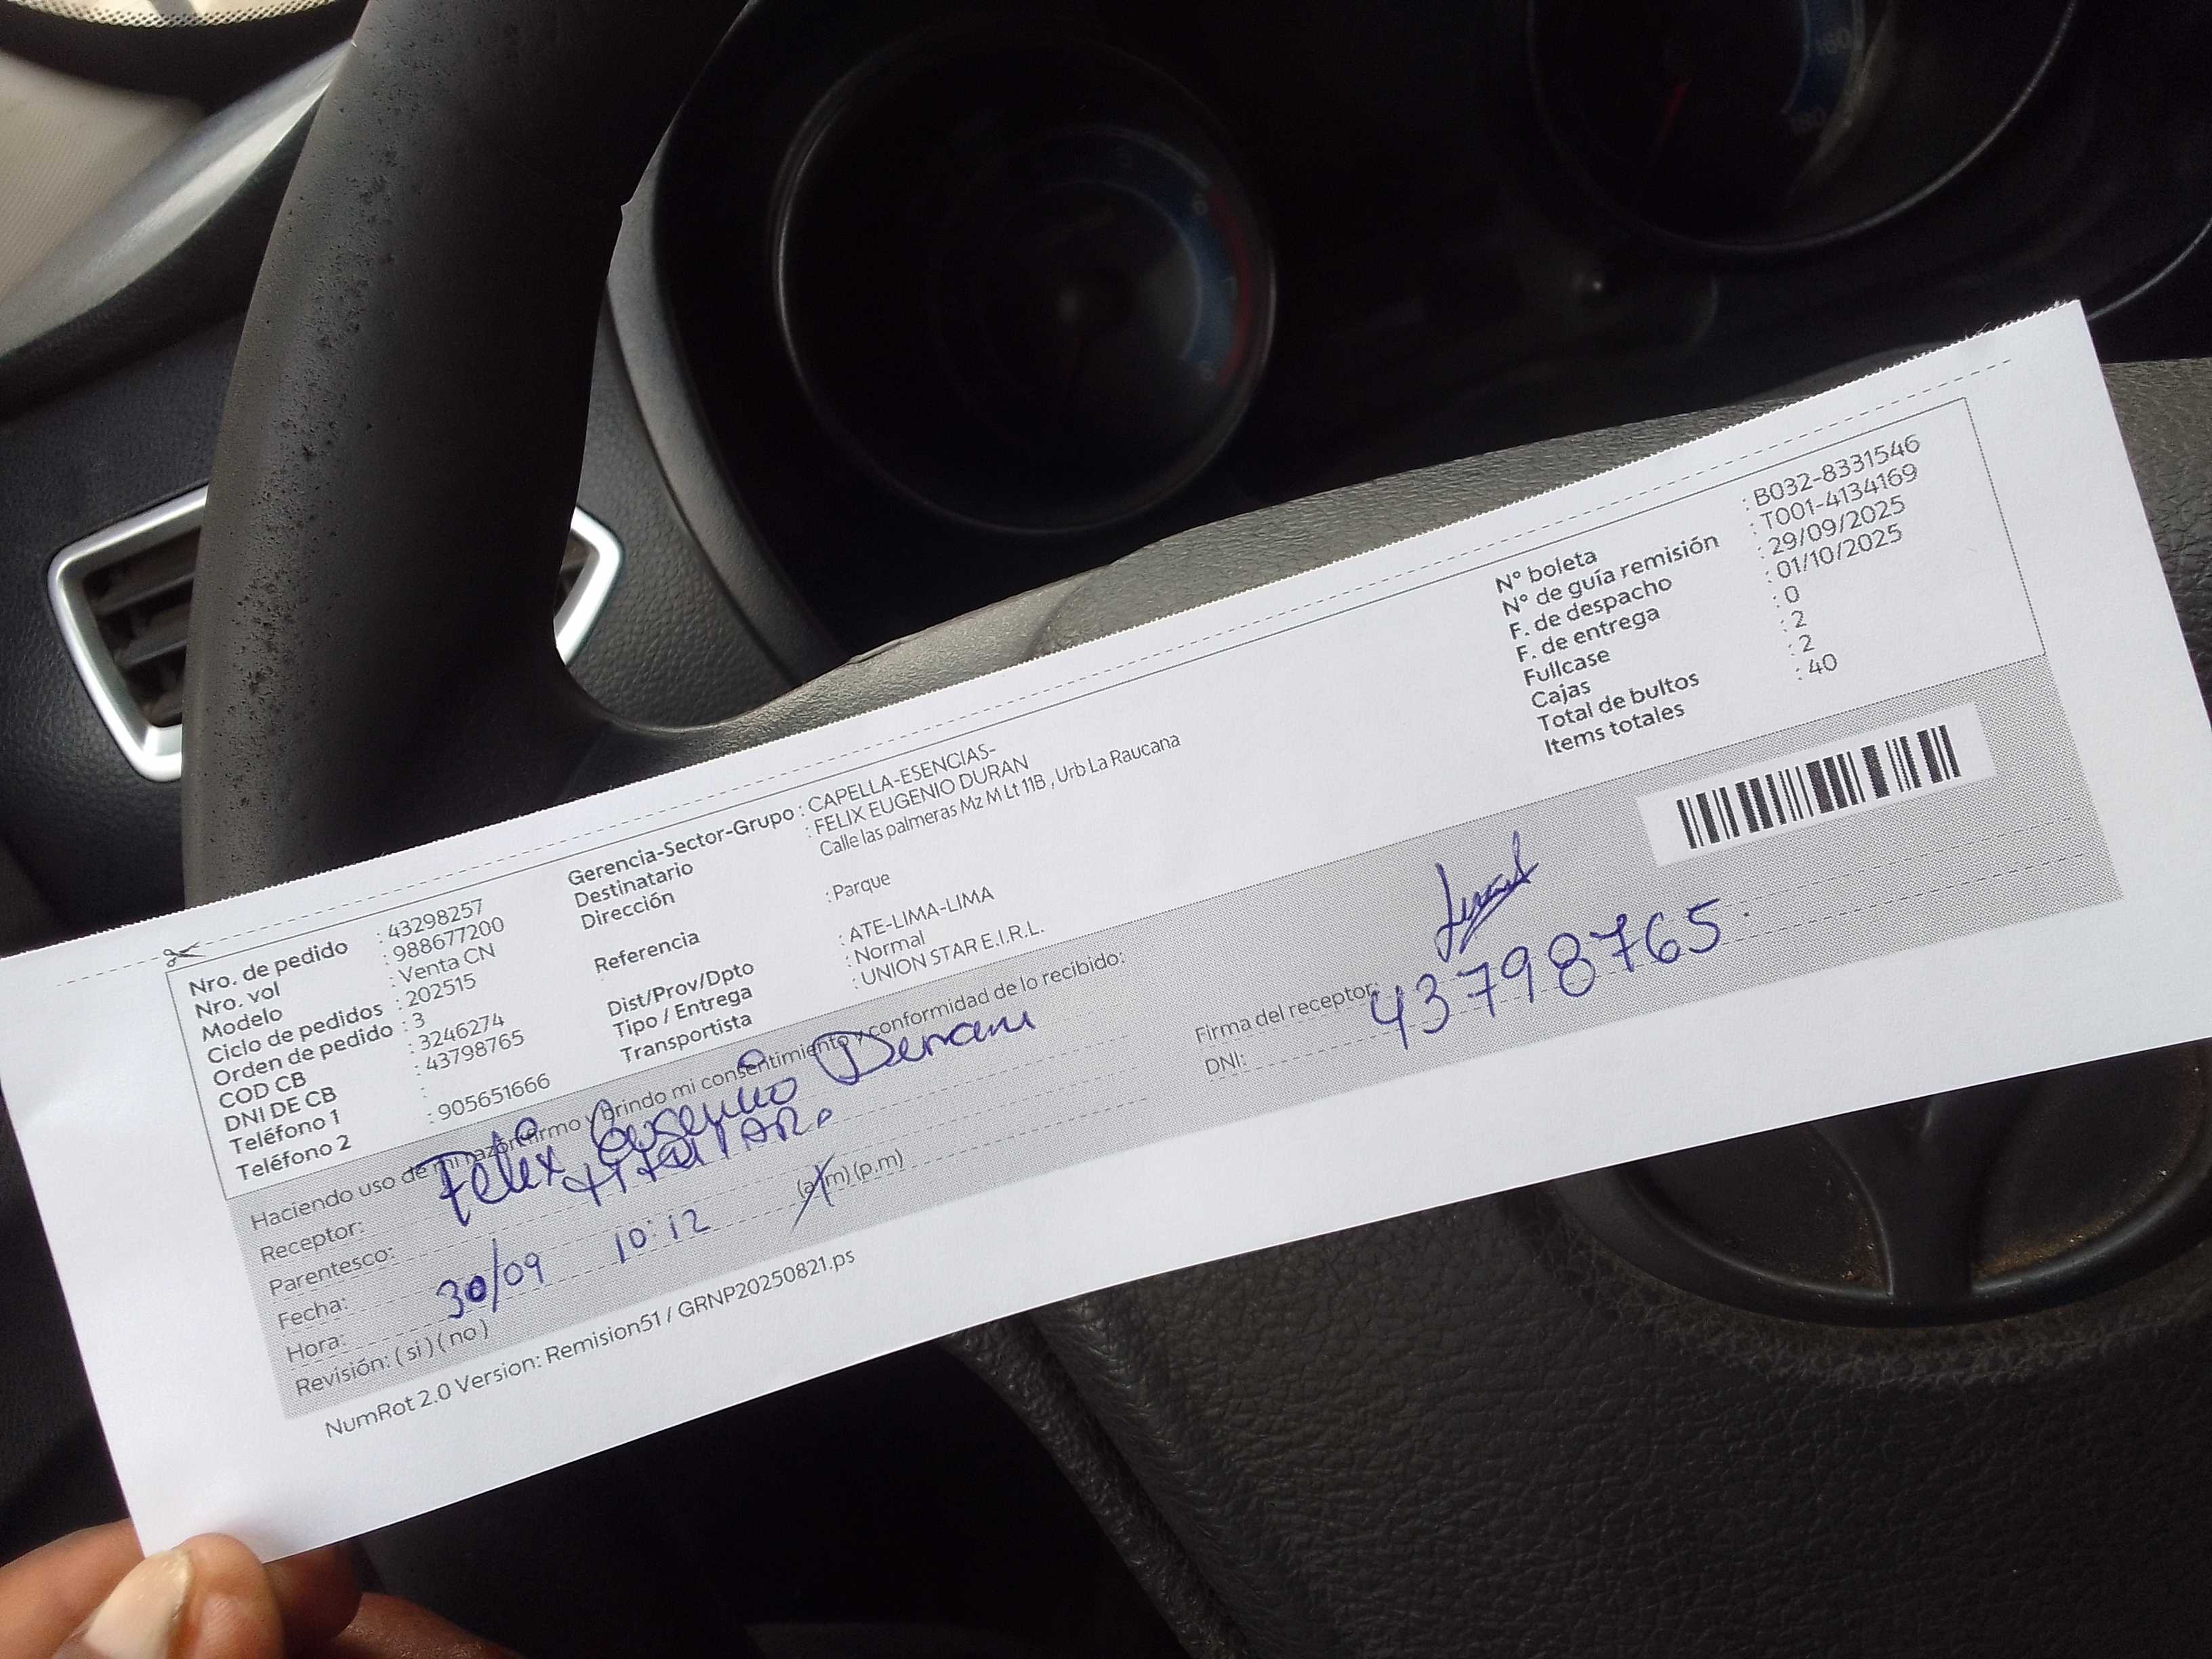 Nro. de pedido : 43298257
Nro. vol : 988677200
Modelo : Venta CN
Ciclo de pedidos : 202515
Orden de pedido : 3
COD CB : 3246274
DNI DE CB : 43798765
Teléfono 1 :
Teléfono 2 : 905651666
Gerencia-Sector-Grupo : CAPELLA-ESENCIAS-
Destinatario : FELIX EUGENIO DURAN
Dirección Calle las palmeras Mz M Lt 11B , Urb La Raucana
Referencia : Parque
Dist/Prov/Dpto : ATE-LIMA-LIMA
Tipo / Entrega : Normal
Transportista : UNION STAR E.I.R.L.
N° boleta : B032-8331546
N° de guía remisión : T001-4134169
F. de despacho : 29/09/2025
F. de entrega : 01/10/2025
Fullcase : 0
Cajas : 2
Total de bultos : 2
Items totales : 40
Haciendo uso de mi razón firmo y brindo mi consentimiento y conformidad de lo recibido:
Receptor: Felix Eugenio Duran
Parentesco: titular
Fecha: 30/09 10:12 (a.m) (p.m)
Hora:
Revisión: ( si ) ( no )
Firma del receptor:
DNI: 43798765.
NumRot 2.0 Version: Remision51 / GRNP20250821.ps